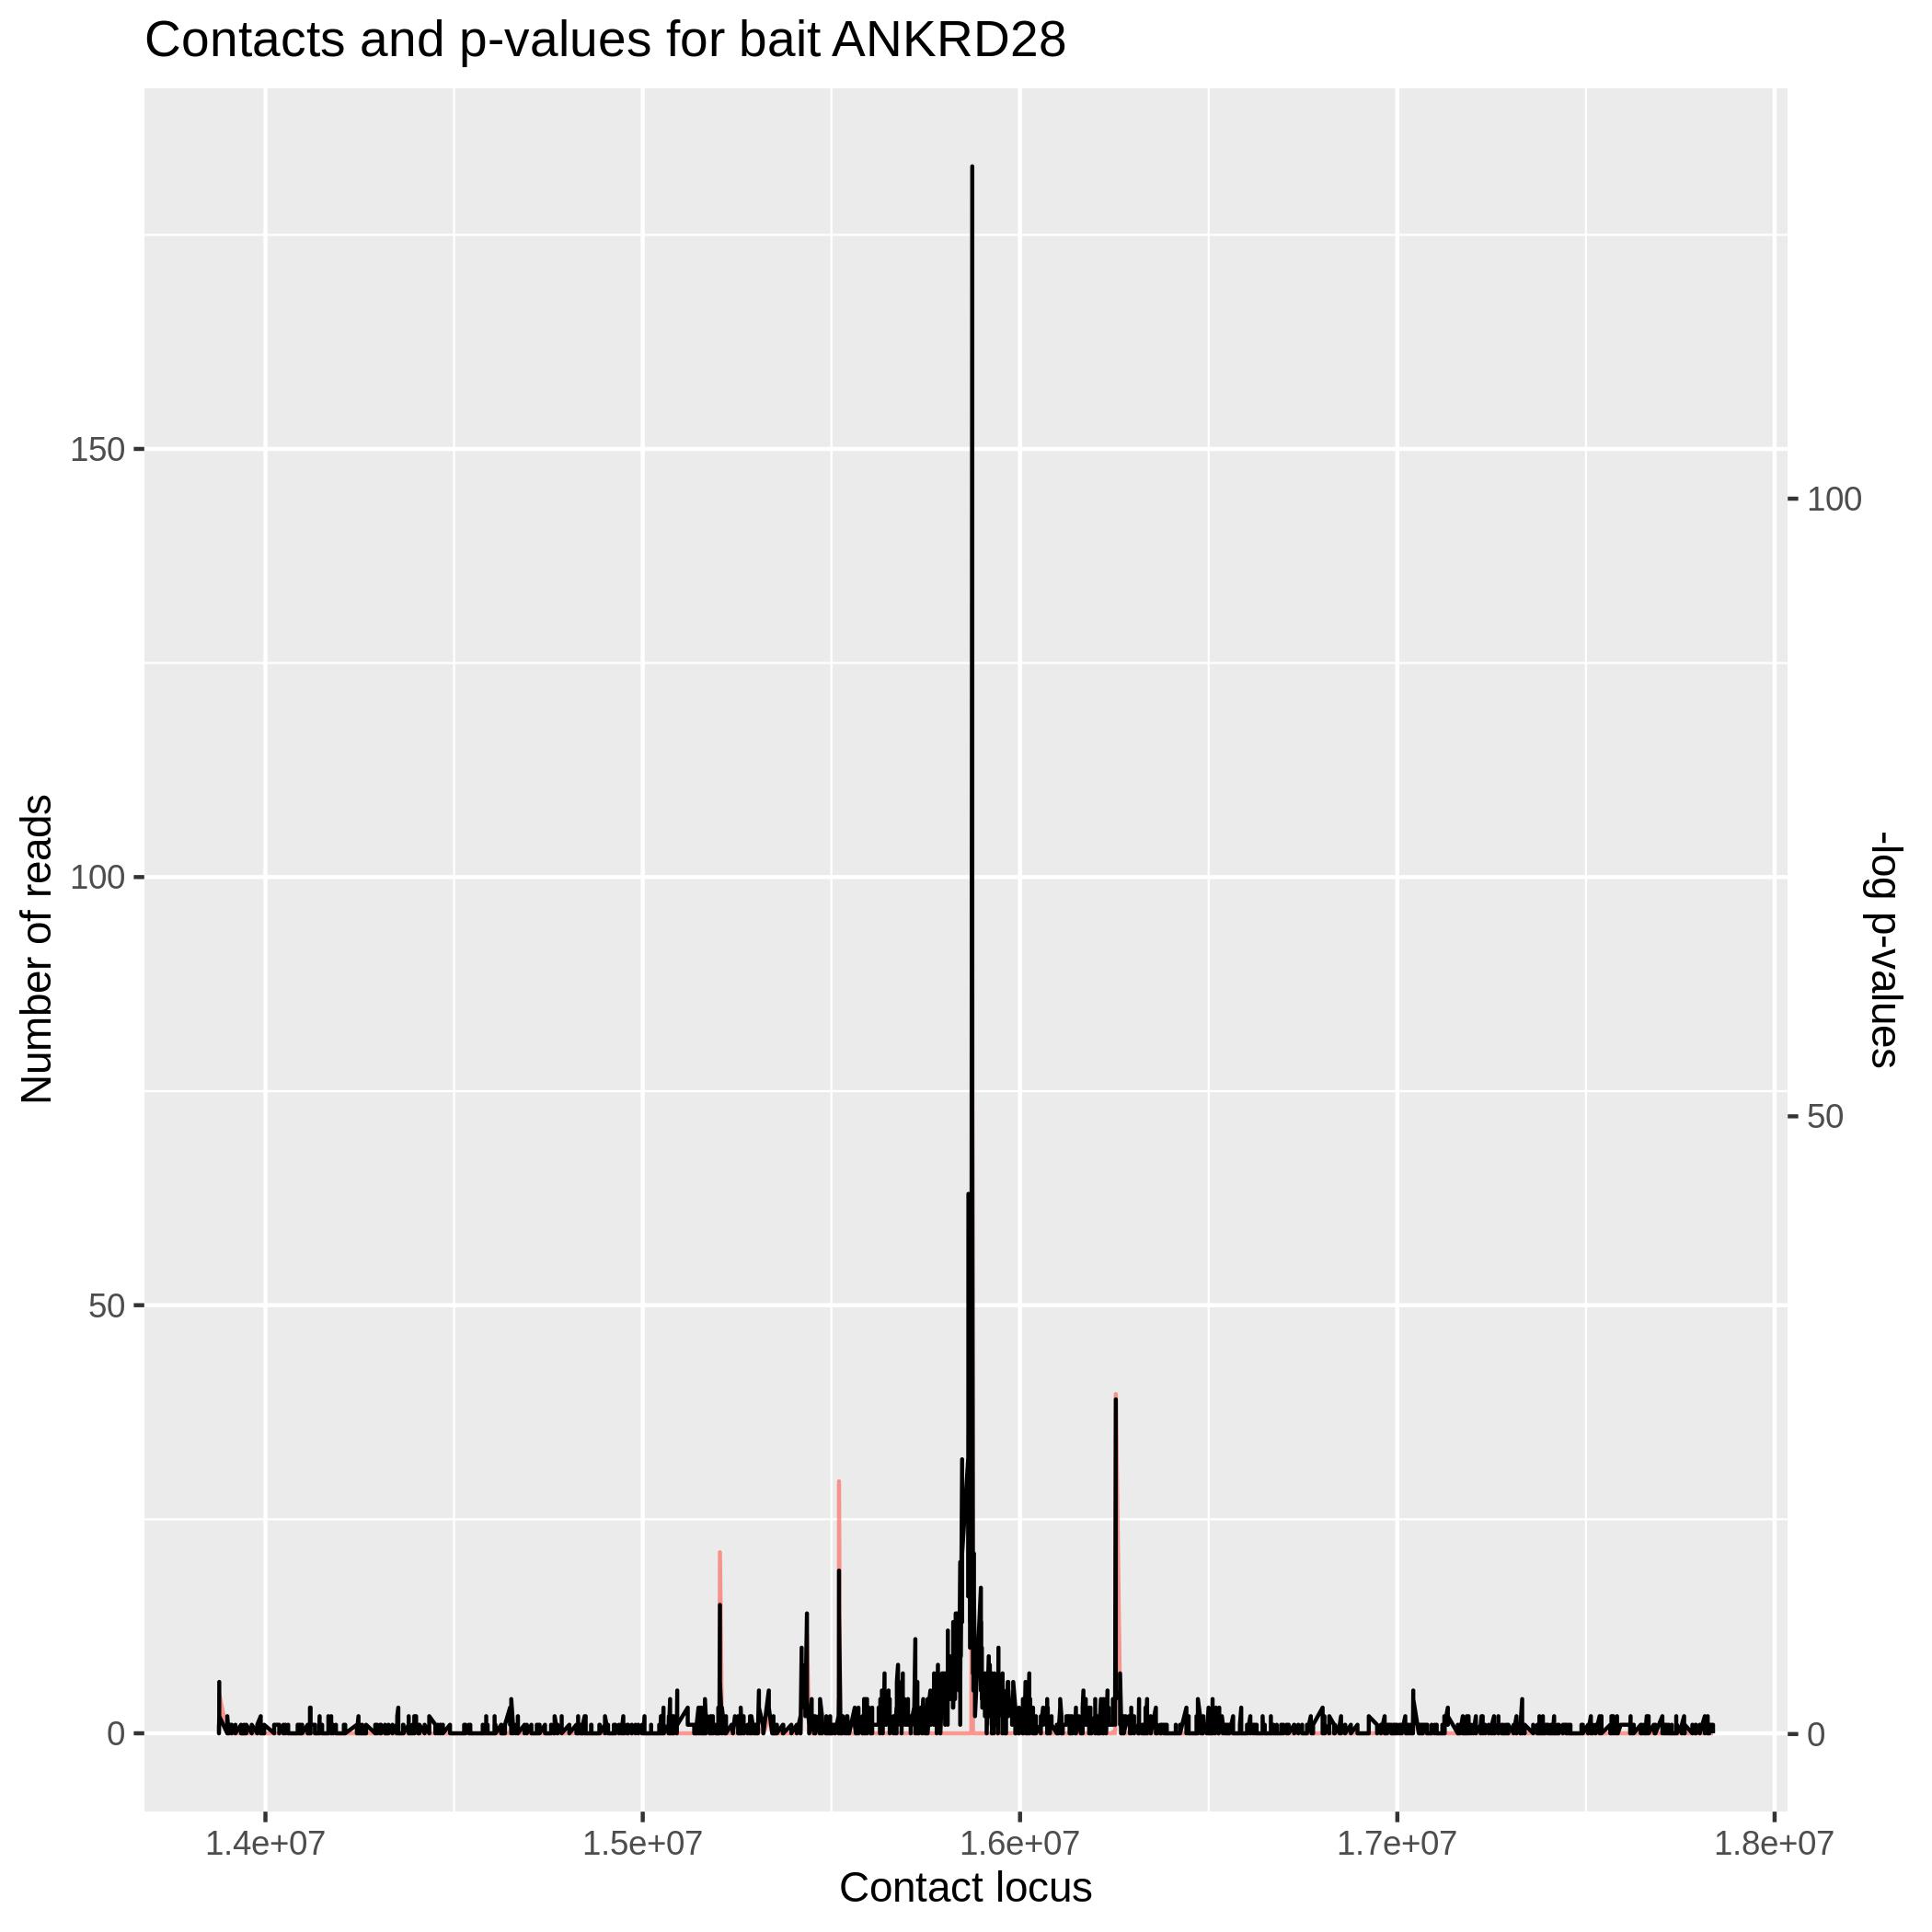 Contacts and p-values for bait ANKRD28
Number of reads
150
100
50
0
100
50
0
-log p-values
1.4e+07 1.5e+07 1.6e+07 1.7e+07 1.8e+07
Contact locus